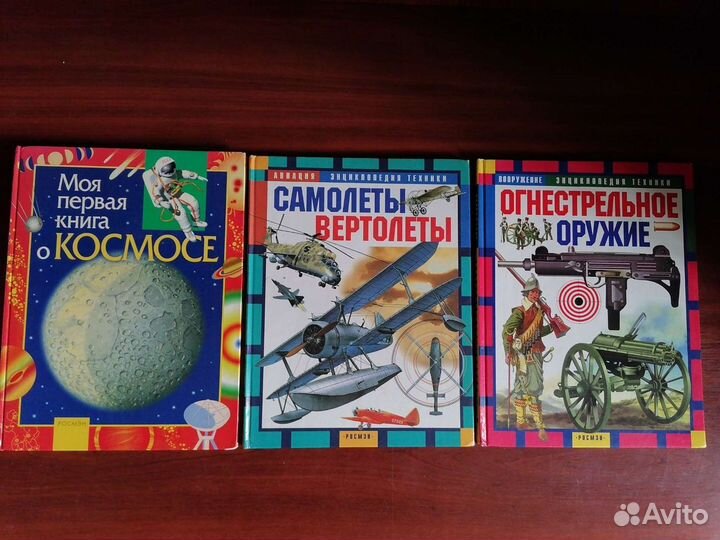 Моя
первая
книга
о КОСМОСЕ
РОСМЭН
АВИАЦИЯ ЭНЦИКЛОПЕДИЯ ТЕХНИКИ
САМОЛЕТЫ
ВЕРТОЛЕТЫ
РОСМЭН
ВООРУЖЕНИЕ ЭНЦИКЛОПЕДИЯ ТЕХНИКИ
ОГНЕСТРЕЛЬНОЕ
ОРУЖИЕ
РОСМЭН
Avito